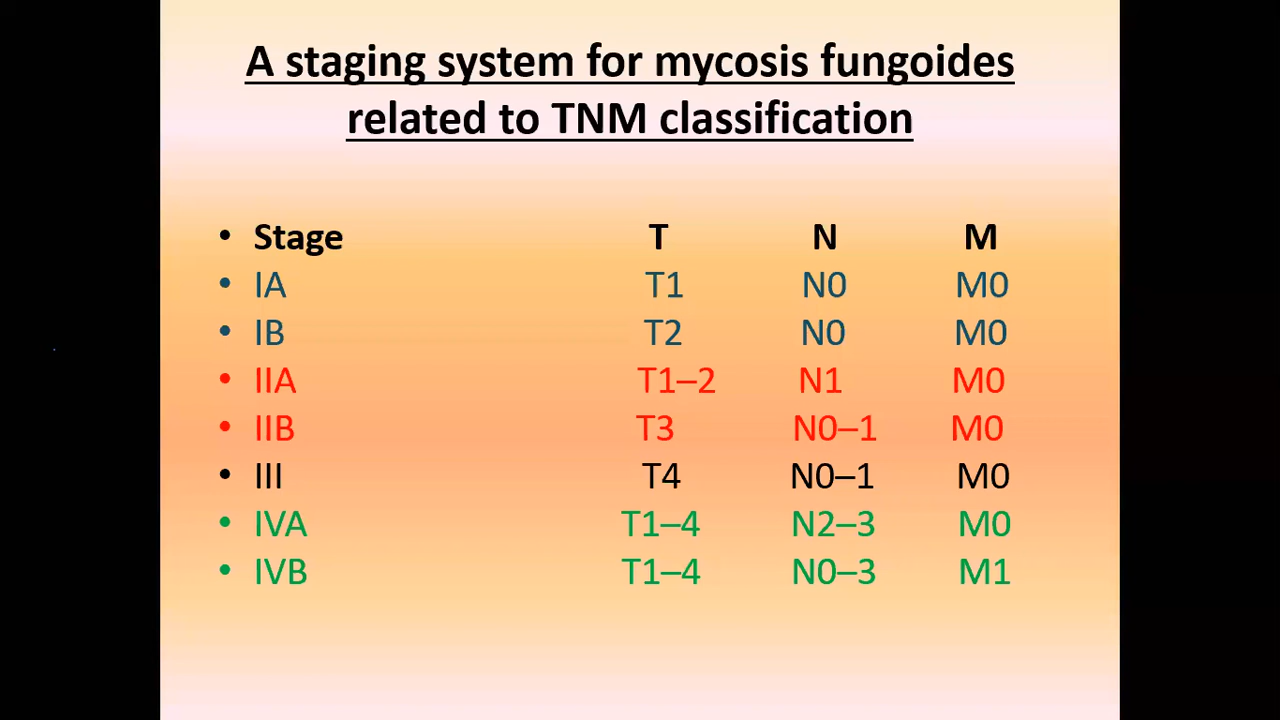 A staging system for mycosis fungoides
related to TNM classification
• Stage T N M
• IA T1 N0 M0
• IB T2 N0 M0
• IIA T1–2 N1 M0
• IIB T3 N0–1 M0
• III T4 N0–1 M0
• IVA T1–4 N2–3 M0
• IVB T1–4 N0–3 M1